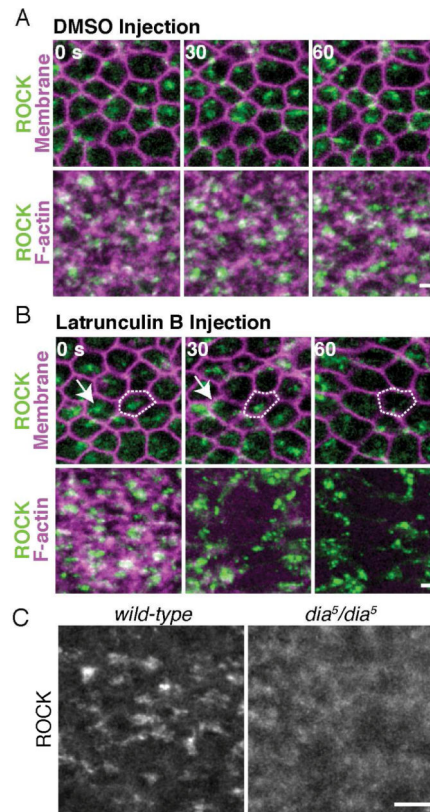 A
DMSO Injection
ROCK
Membrane
0 s
30
60
ROCK
F-actin
B
Latrunculin B Injection
ROCK
Membrane
0 s
30
60
ROCK
F-actin
C
wild-type
dia⁵/dia⁵
ROCK